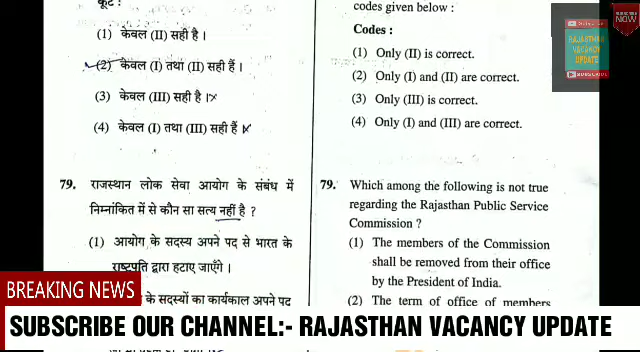 कूट :
(1) केवल (II) सही है ।
(2) केवल (I) तथा (II) सही हैं ।
(3) केवल (III) सही है ।
(4) केवल (I) तथा (III) सही हैं
79. राजस्थान लोक सेवा आयोग के संबंध में
निम्नांकित में से कौन सा सत्य नहीं है ?
(1) आयोग के सदस्य अपने पद से भारत के
राष्ट्रपति द्वारा हटाए जाएँगे ।
के सदस्यों का कार्यकाल अपने पद
codes given below :
Codes :
(1) Only (II) is correct.
(2) Only (I) and (II) are correct.
(3) Only (III) is correct.
(4) Only (I) and (III) are correct.
79. Which among the following is not true
regarding the Rajasthan Public Service
Commission ?
(1) The members of the Commission
shall be removed from their office
by the President of India.
(2) The term of office of members
RAJASTHAN
VACANCY
UPDATE
SUBSCRIBE
SUBSCRIBE
NOW
BREAKING NEWS
SUBSCRIBE OUR CHANNEL:- RAJASTHAN VACANCY UPDATE